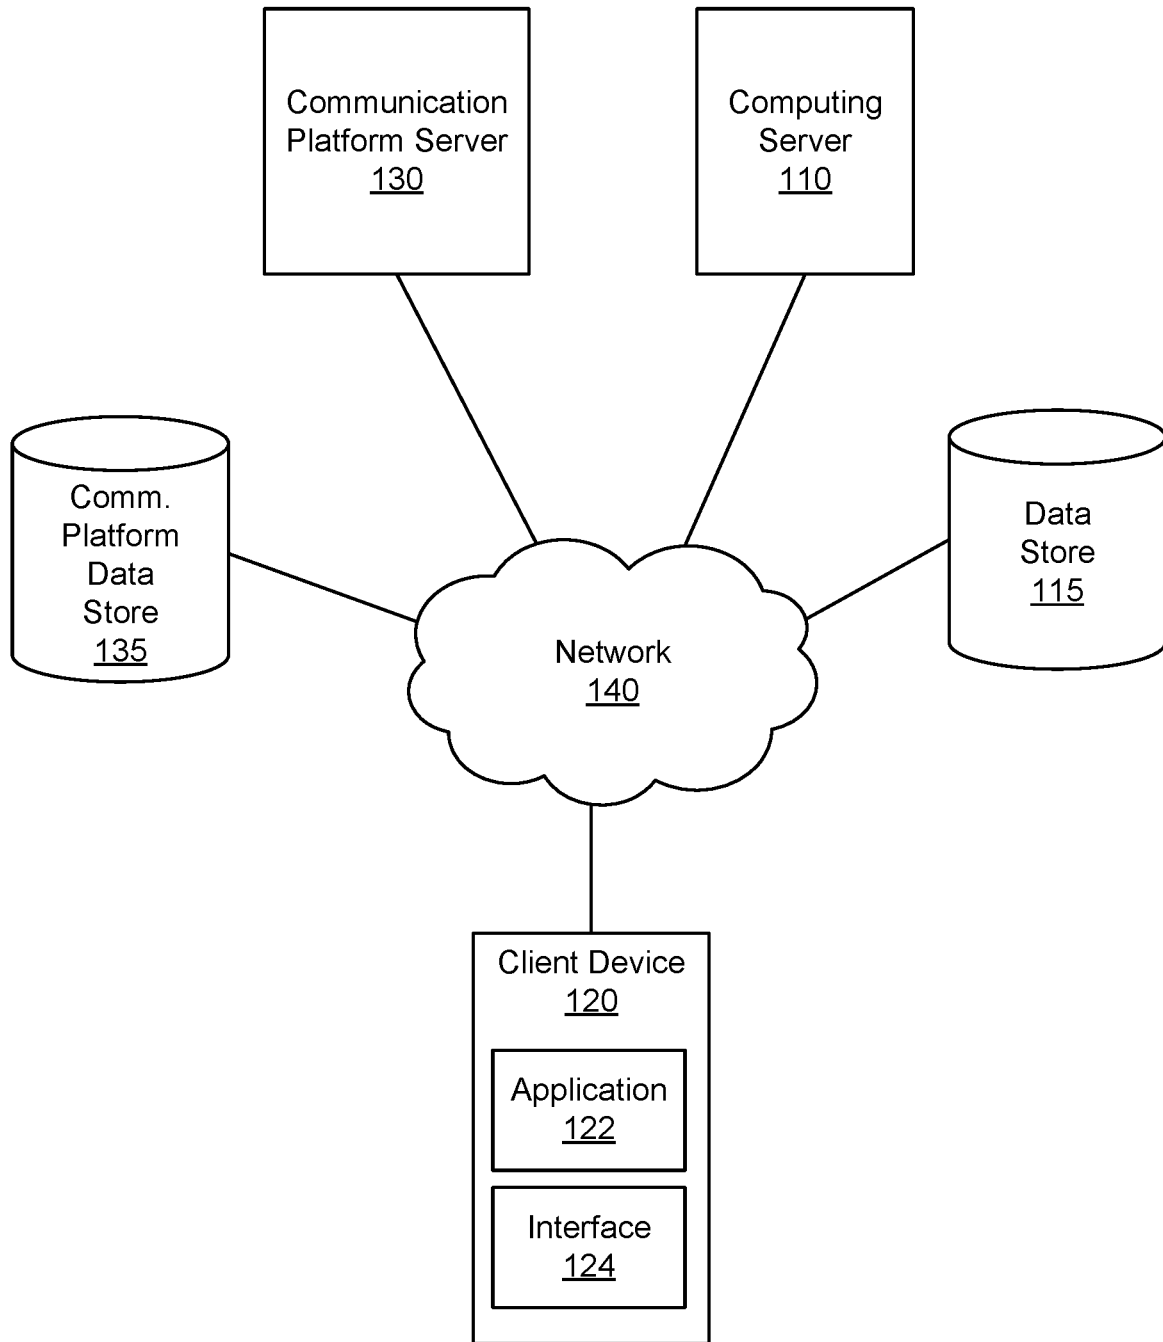 Communication
Platform Server
130
Computing
Server
110
Comm.
Platform
Data
Store
135
Data
Store
115
Network
140
Client Device
120
Application
122
Interface
124